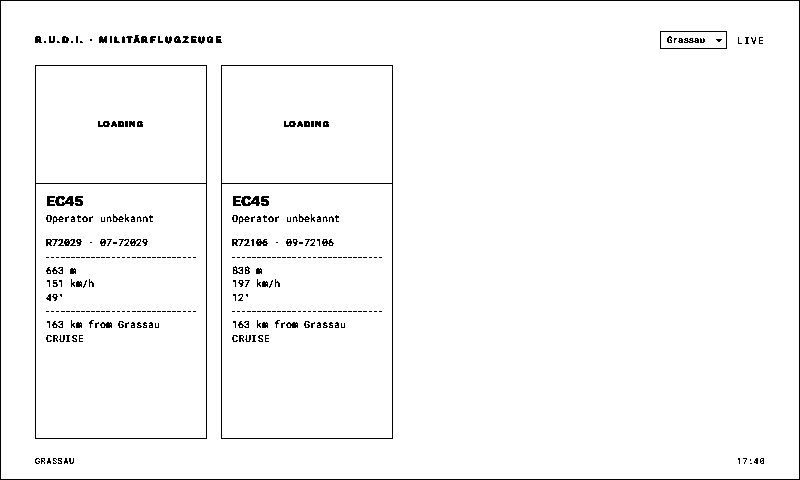 R.U.D.I. · MILITÄRFLUGZEUGE
Grassau
LIVE
LOADING
EC45
Operator unbekannt
R72029 · 07-72029
663 m
151 km/h
49°
163 km from Grassau
CRUISE
LOADING
EC45
Operator unbekannt
R72106 · 09-72106
838 m
197 km/h
12°
163 km from Grassau
CRUISE
GRASSAU
17:40